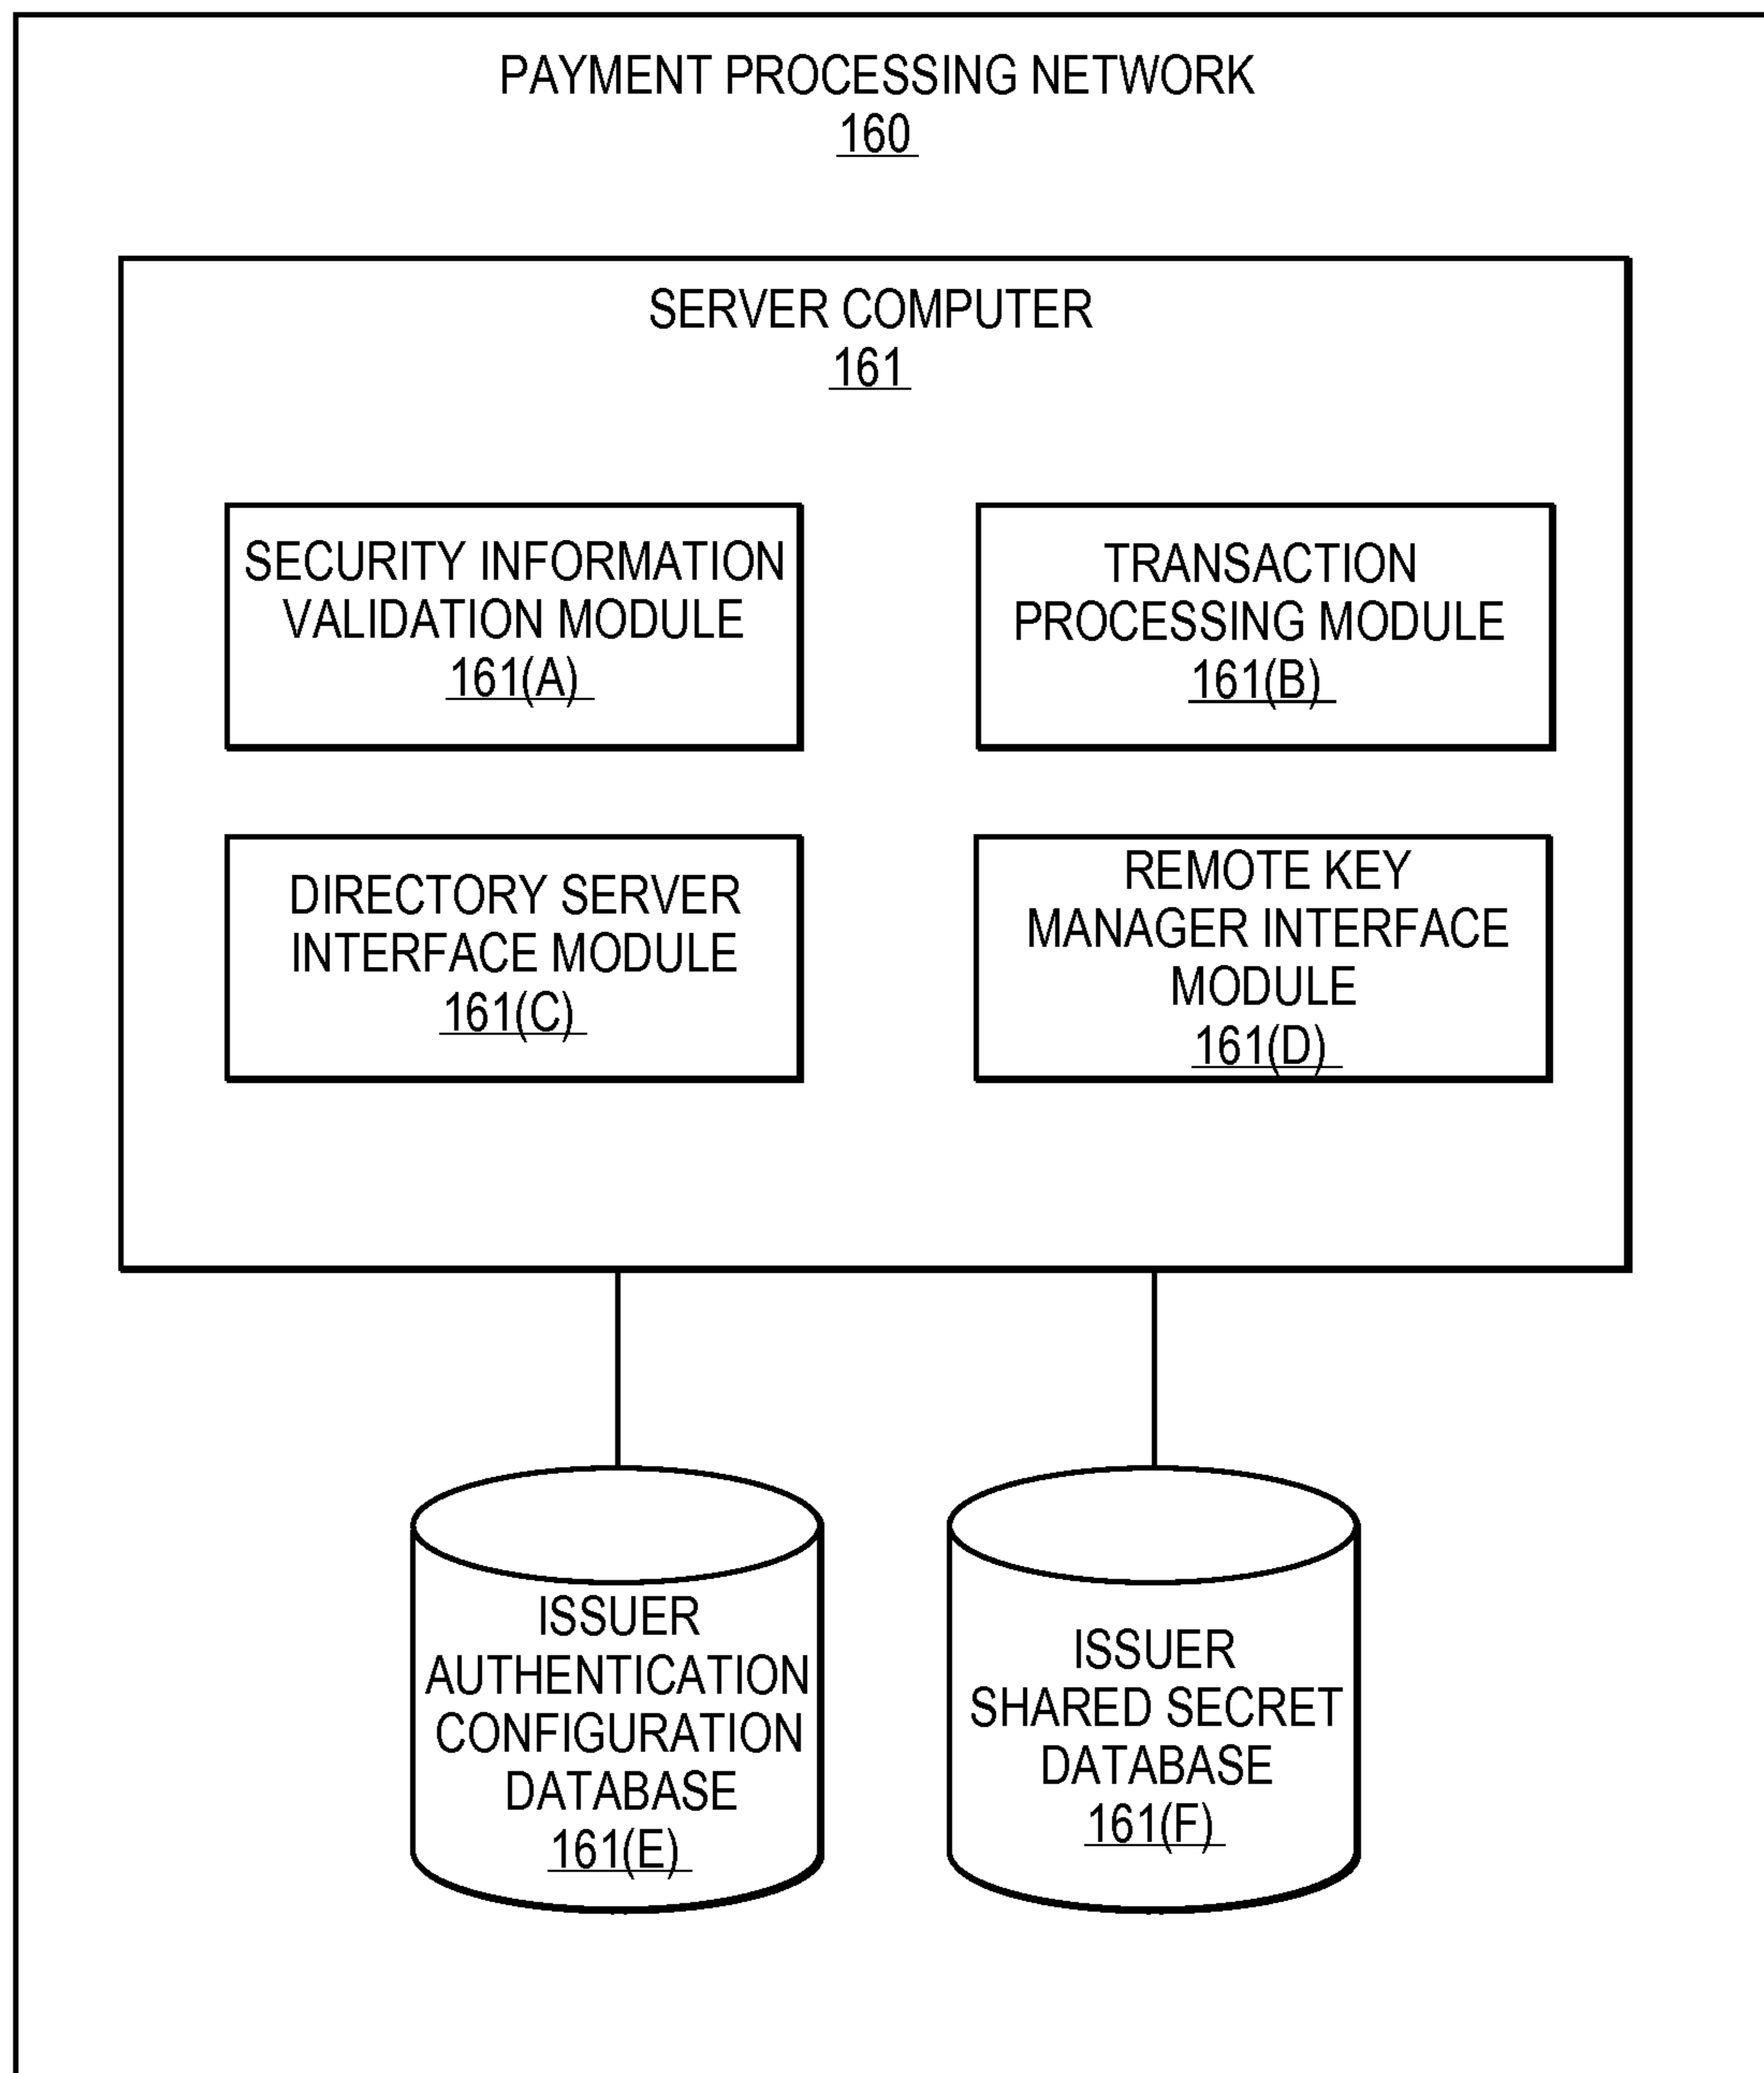 PAYMENT PROCESSING NETWORK
160
SERVER COMPUTER
161
SECURITY INFORMATION
VALIDATION MODULE
161(A)
TRANSACTION
PROCESSING MODULE
161(B)
DIRECTORY SERVER
INTERFACE MODULE
161(C)
REMOTE KEY
MANAGER INTERFACE
MODULE
161(D)
ISSUER
AUTHENTICATION
CONFIGURATION
DATABASE
161(E)
ISSUER
SHARED SECRET
DATABASE
161(F)